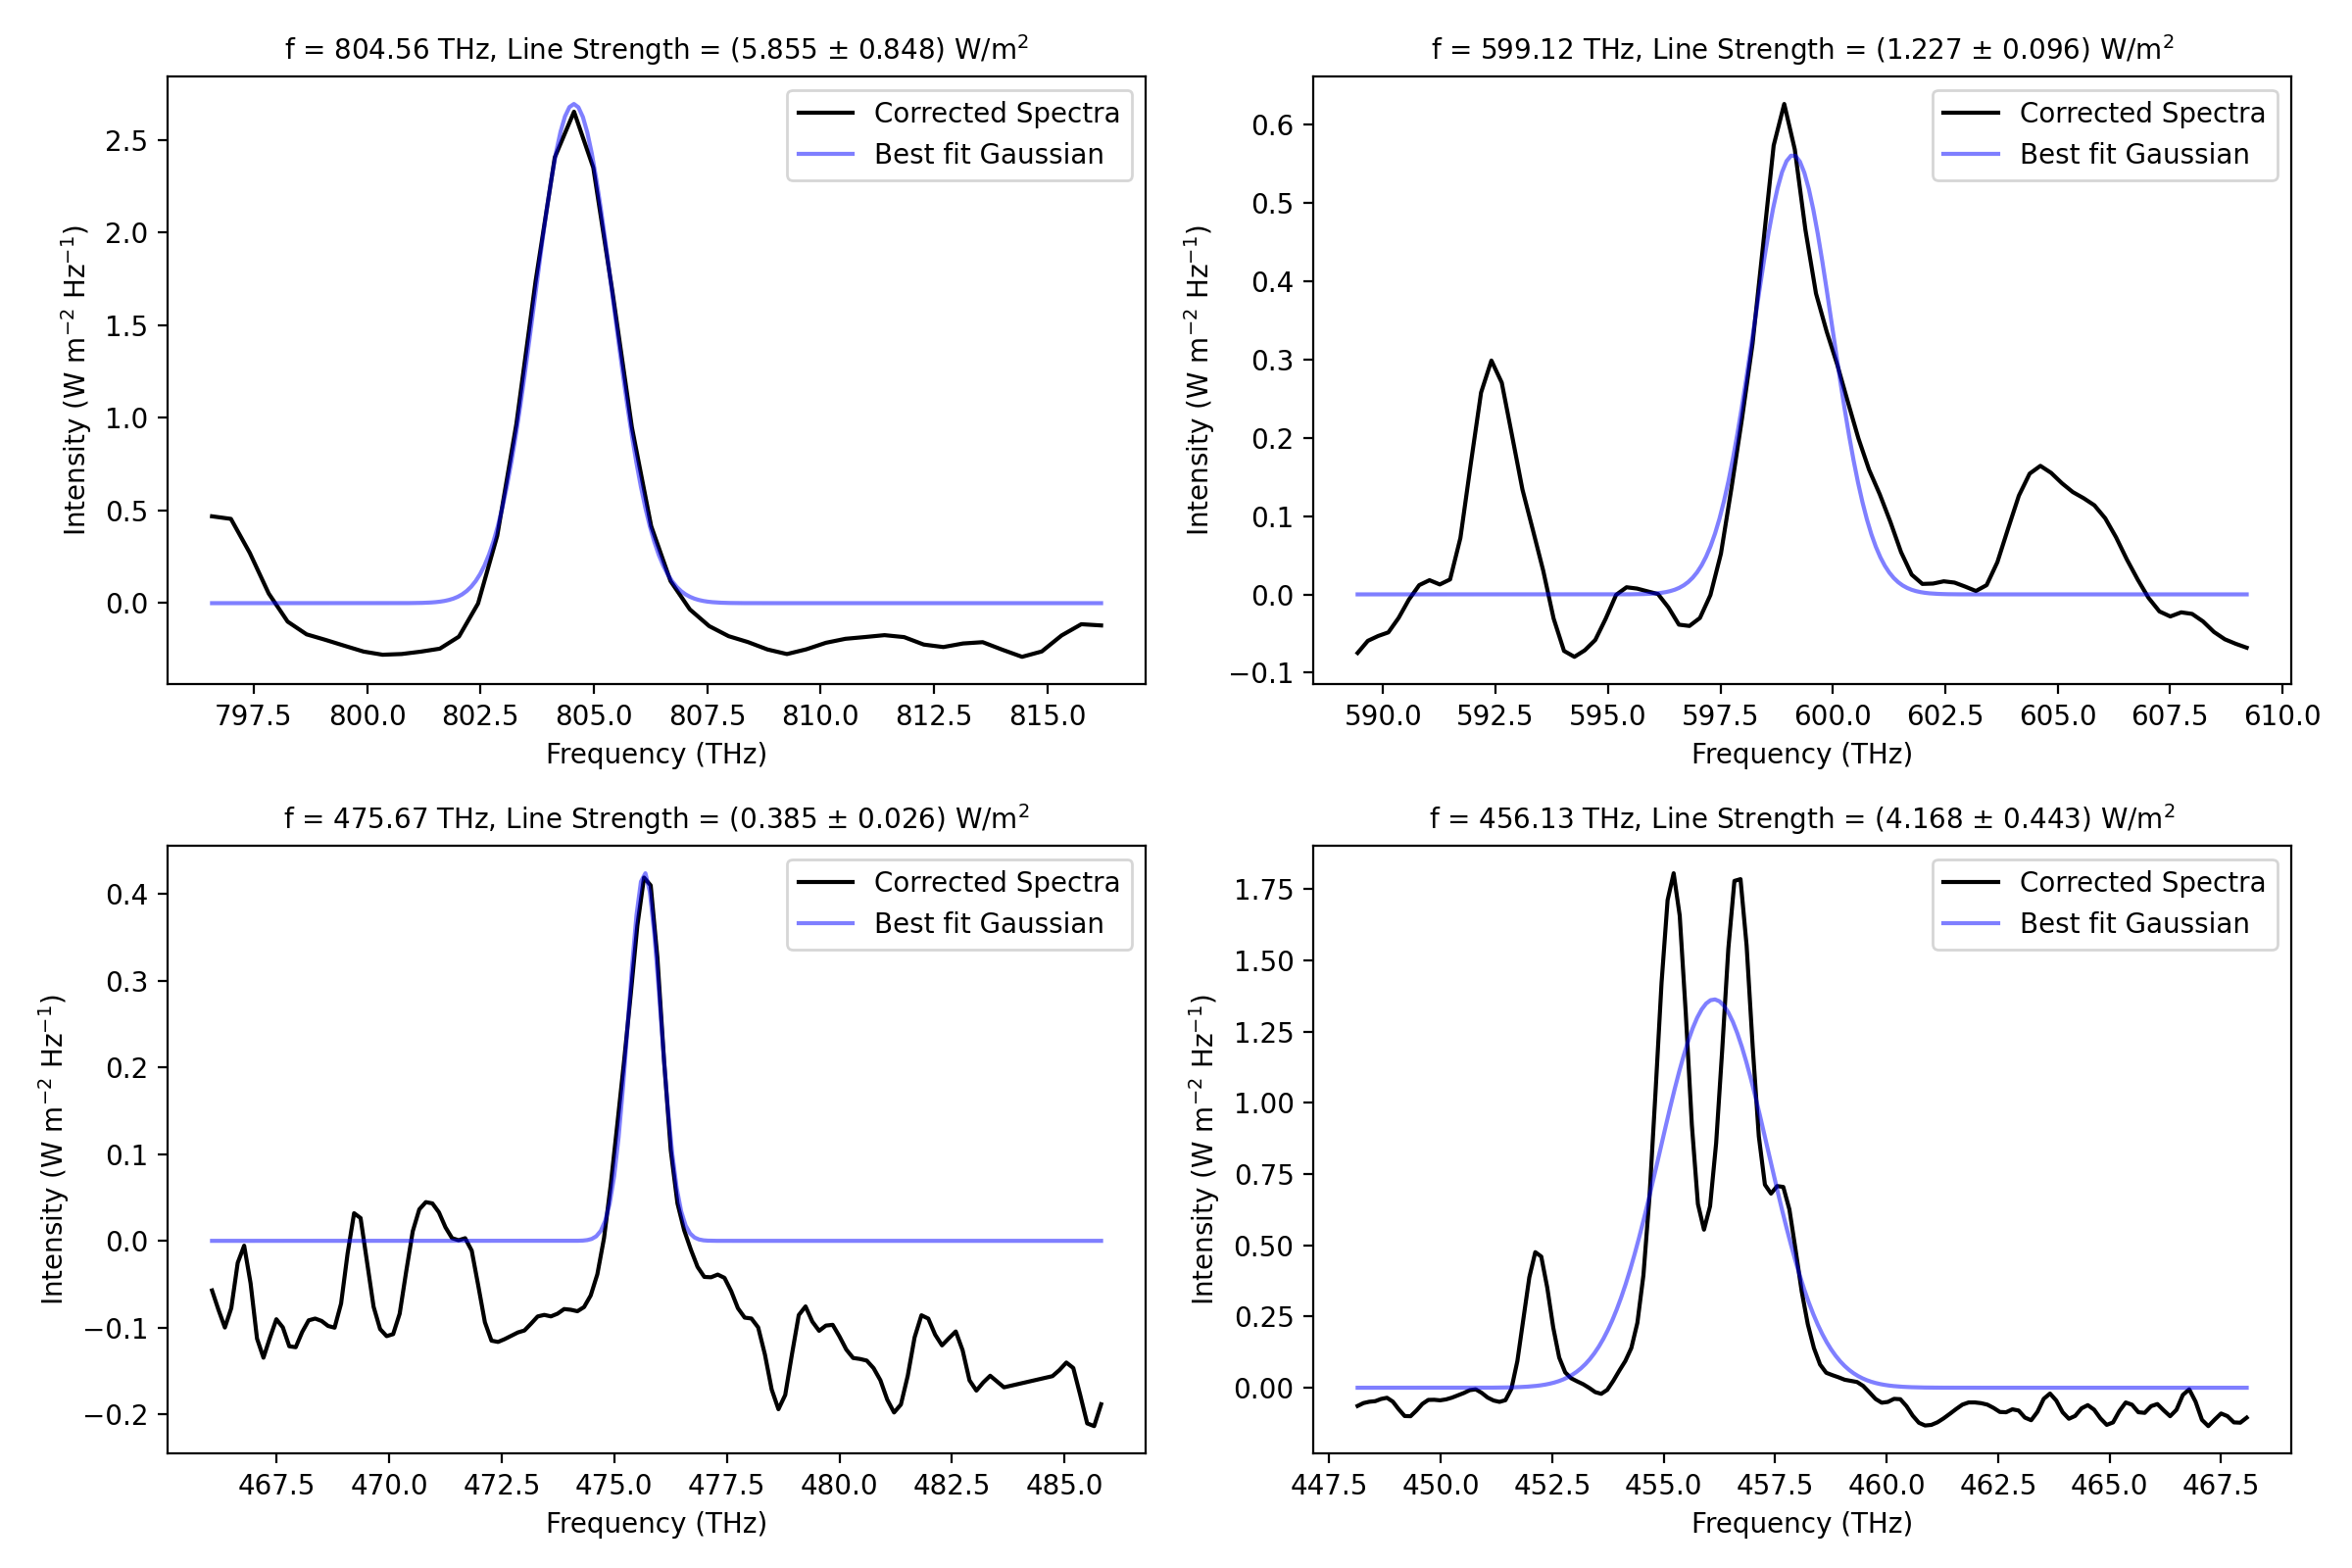 f = 804.56 THz, Line Strength = (5.855 ± 0.848) W/m²
Corrected Spectra
Best fit Gaussian
Intensity (W m⁻² Hz⁻¹)
2.5
2.0
1.5
1.0
0.5
0.0
797.5 800.0 802.5 805.0 807.5 810.0 812.5 815.0
Frequency (THz)
f = 599.12 THz, Line Strength = (1.227 ± 0.096) W/m²
Corrected Spectra
Best fit Gaussian
Intensity (W m⁻² Hz⁻¹)
0.6
0.5
0.4
0.3
0.2
0.1
0.0
−0.1
590.0 592.5 595.0 597.5 600.0 602.5 605.0 607.5 610.0
Frequency (THz)
f = 475.67 THz, Line Strength = (0.385 ± 0.026) W/m²
Corrected Spectra
Best fit Gaussian
Intensity (W m⁻² Hz⁻¹)
0.4
0.3
0.2
0.1
0.0
−0.1
−0.2
467.5 470.0 472.5 475.0 477.5 480.0 482.5 485.0
Frequency (THz)
f = 456.13 THz, Line Strength = (4.168 ± 0.443) W/m²
Corrected Spectra
Best fit Gaussian
Intensity (W m⁻² Hz⁻¹)
1.75
1.50
1.25
1.00
0.75
0.50
0.25
0.00
447.5 450.0 452.5 455.0 457.5 460.0 462.5 465.0 467.5
Frequency (THz)